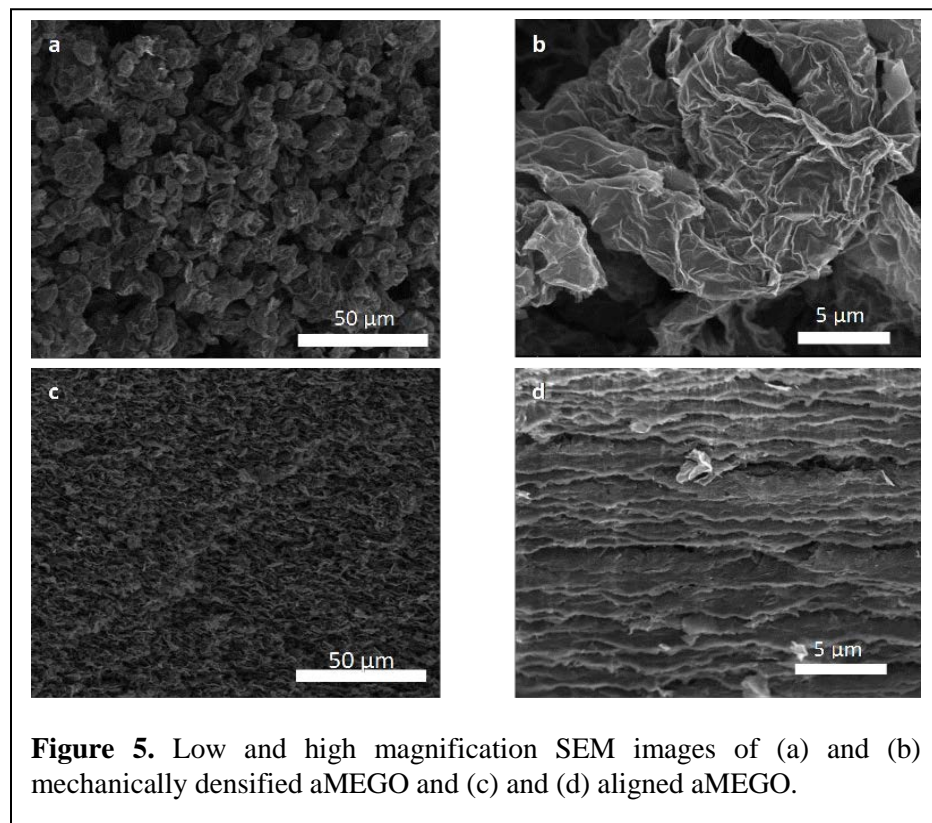 a
b
50 μm
5 μm
c
d
50 μm
5 μm
Figure 5. Low and high magnification SEM images of (a) and (b)
mechanically densified aMEGO and (c) and (d) aligned aMEGO.